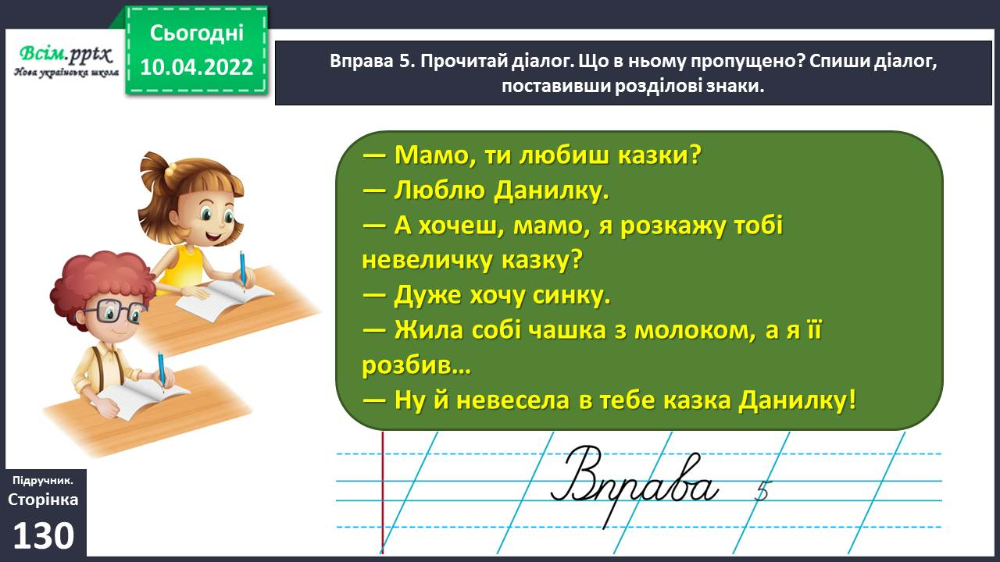 Всім.pptx
Нова українська школа
Сьогодні
10.04.2022
Вправа 5. Прочитай діалог. Що в ньому пропущено? Спиши діалог,
поставивши розділові знаки.
— Мамо, ти любиш казки?
— Люблю Данилку.
— А хочеш, мамо, я розкажу тобі
невеличку казку?
— Дуже хочу синку.
— Жила собі чашка з молоком, а я її
розбив…
— Ну й невесела в тебе казка Данилку!
Вправа 5
Підручник.
Сторінка
130